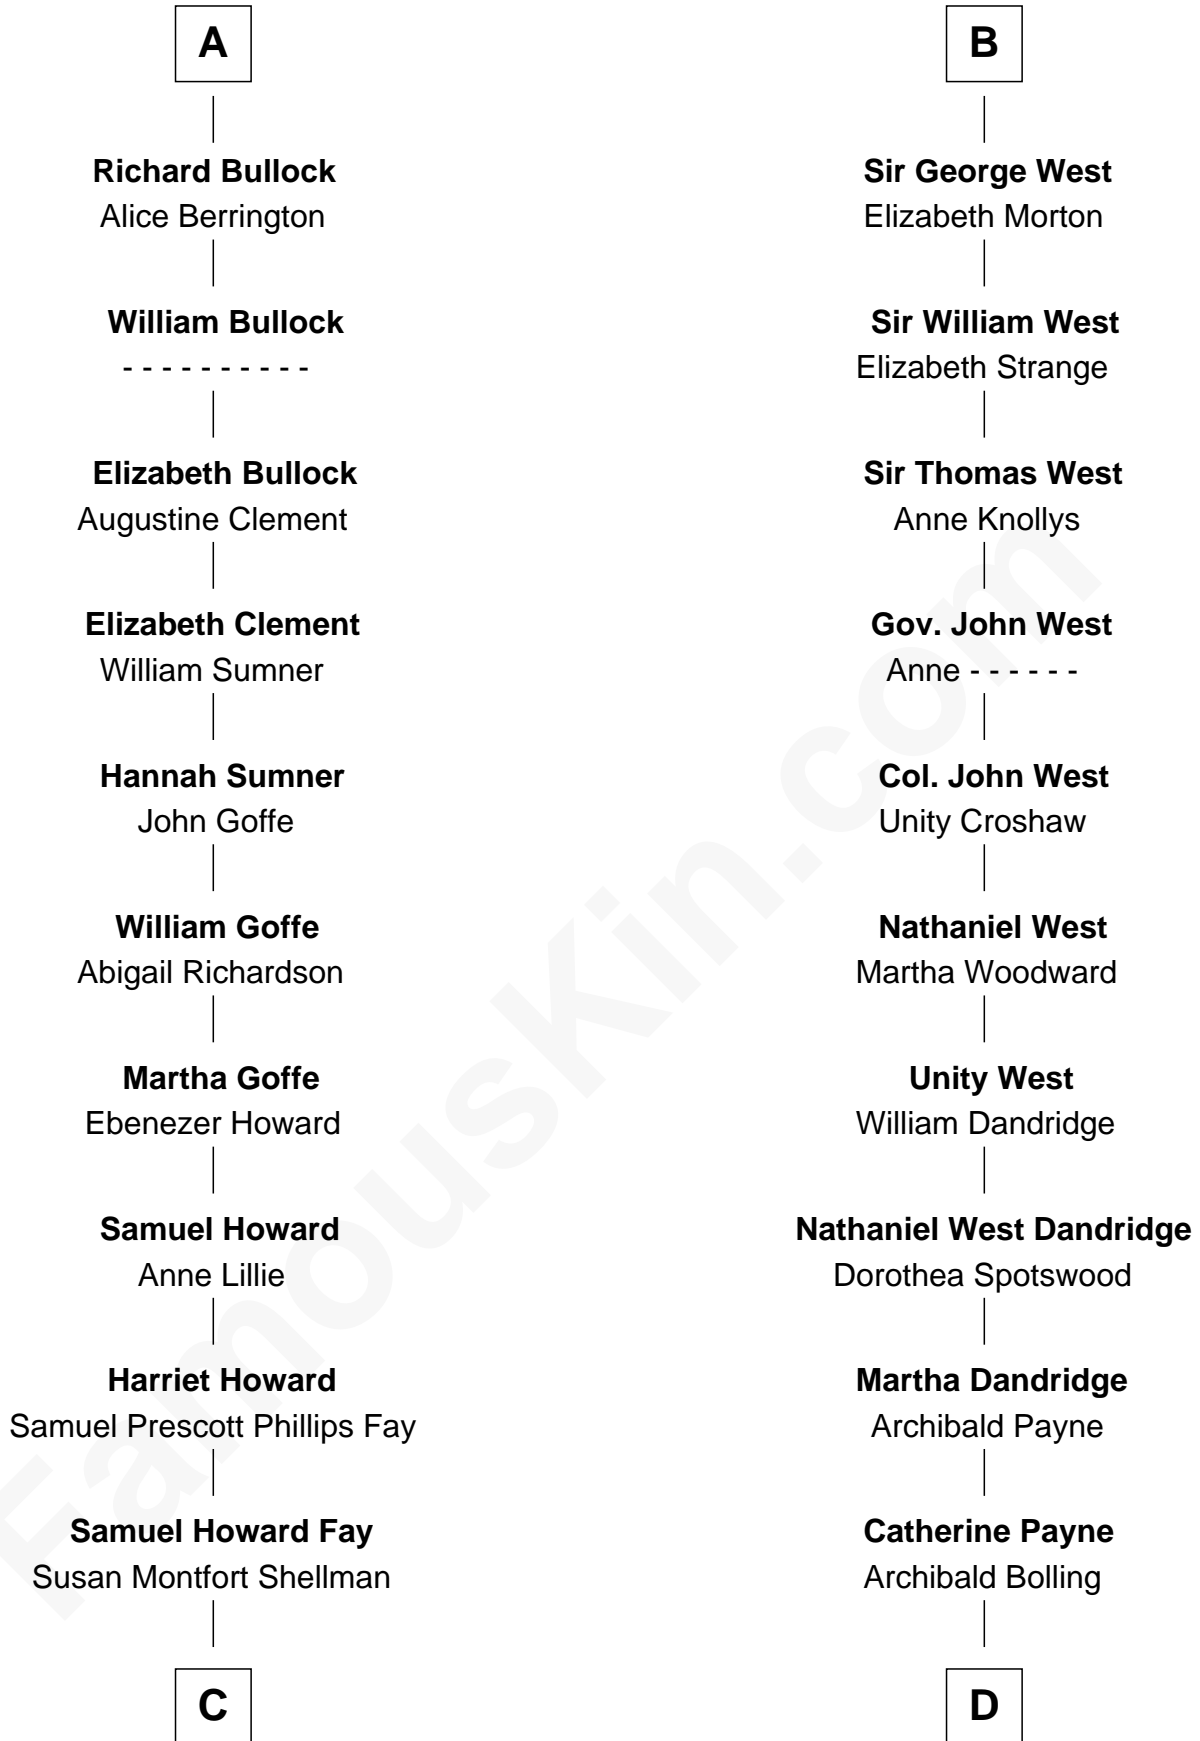 A
Richard Bullock
Alice Berrington
William Bullock
- - - - - - - - - -
Elizabeth Bullock
Augustine Clement
Elizabeth Clement
William Sumner
Hannah Sumner
John Goffe
William Goffe
Abigail Richardson
Martha Goffe
Ebenezer Howard
Samuel Howard
Anne Lillie
Harriet Howard
Samuel Prescott Phillips Fay
Samuel Howard Fay
Susan Montfort Shellman
C
B
Sir George West
Elizabeth Morton
Sir William West
Elizabeth Strange
Sir Thomas West
Anne Knollys
Gov. John West
Anne - - - - - -
Col. John West
Unity Croshaw
Nathaniel West
Martha Woodward
Unity West
William Dandridge
Nathaniel West Dandridge
Dorothea Spotswood
Martha Dandridge
Archibald Payne
Catherine Payne
Archibald Bolling
D
FamousKin.com